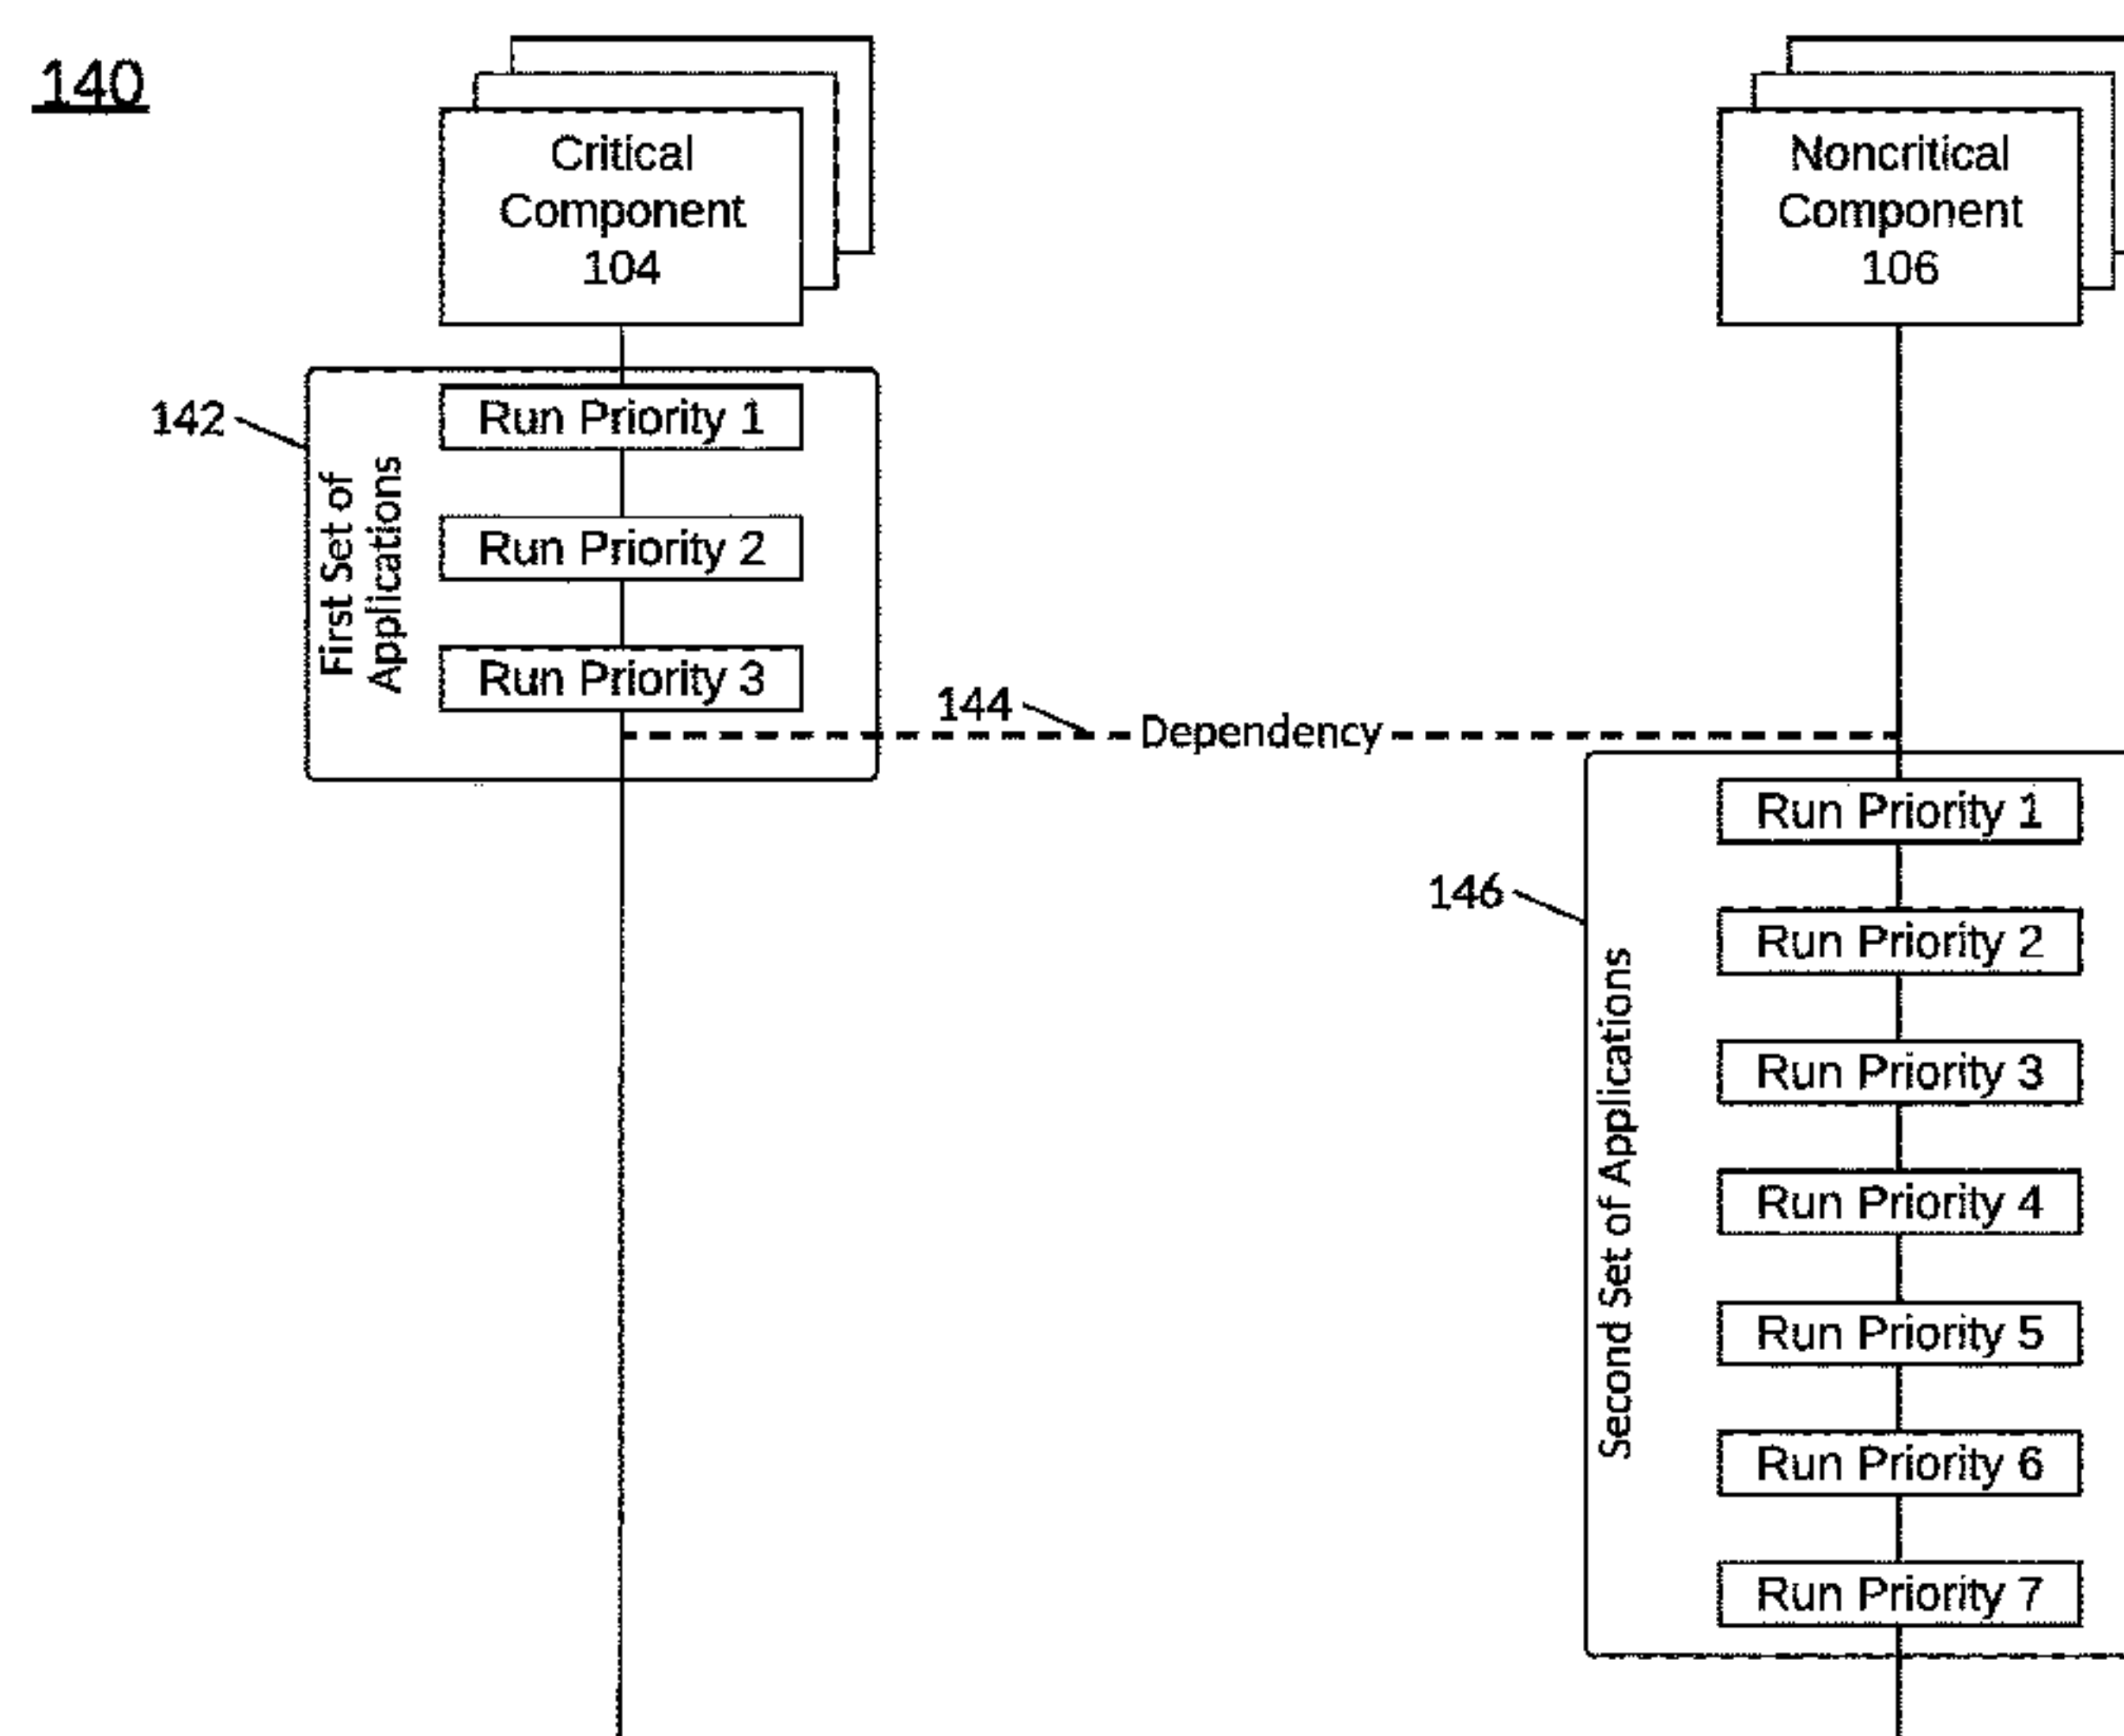 140
Critical
Component
104
Noncritical
Component
106
142
First Set of
Applications
Run Priority 1
Run Priority 2
Run Priority 3
144
Dependency
146
Second Set of Applications
Run Priority 1
Run Priority 2
Run Priority 3
Run Priority 4
Run Priority 5
Run Priority 6
Run Priority 7